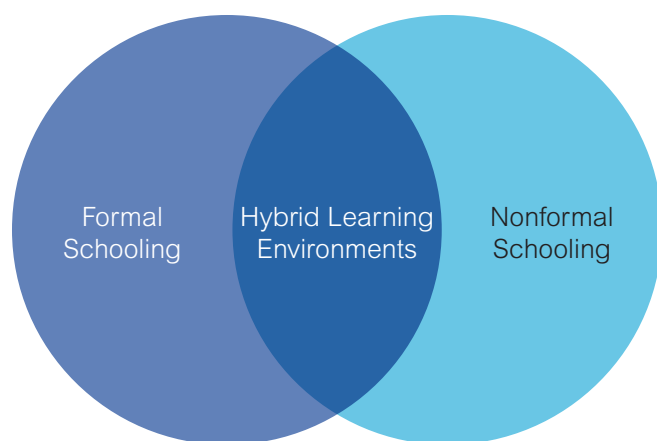 Formal
Schooling
Hybrid Learning
Environments
Nonformal
Schooling